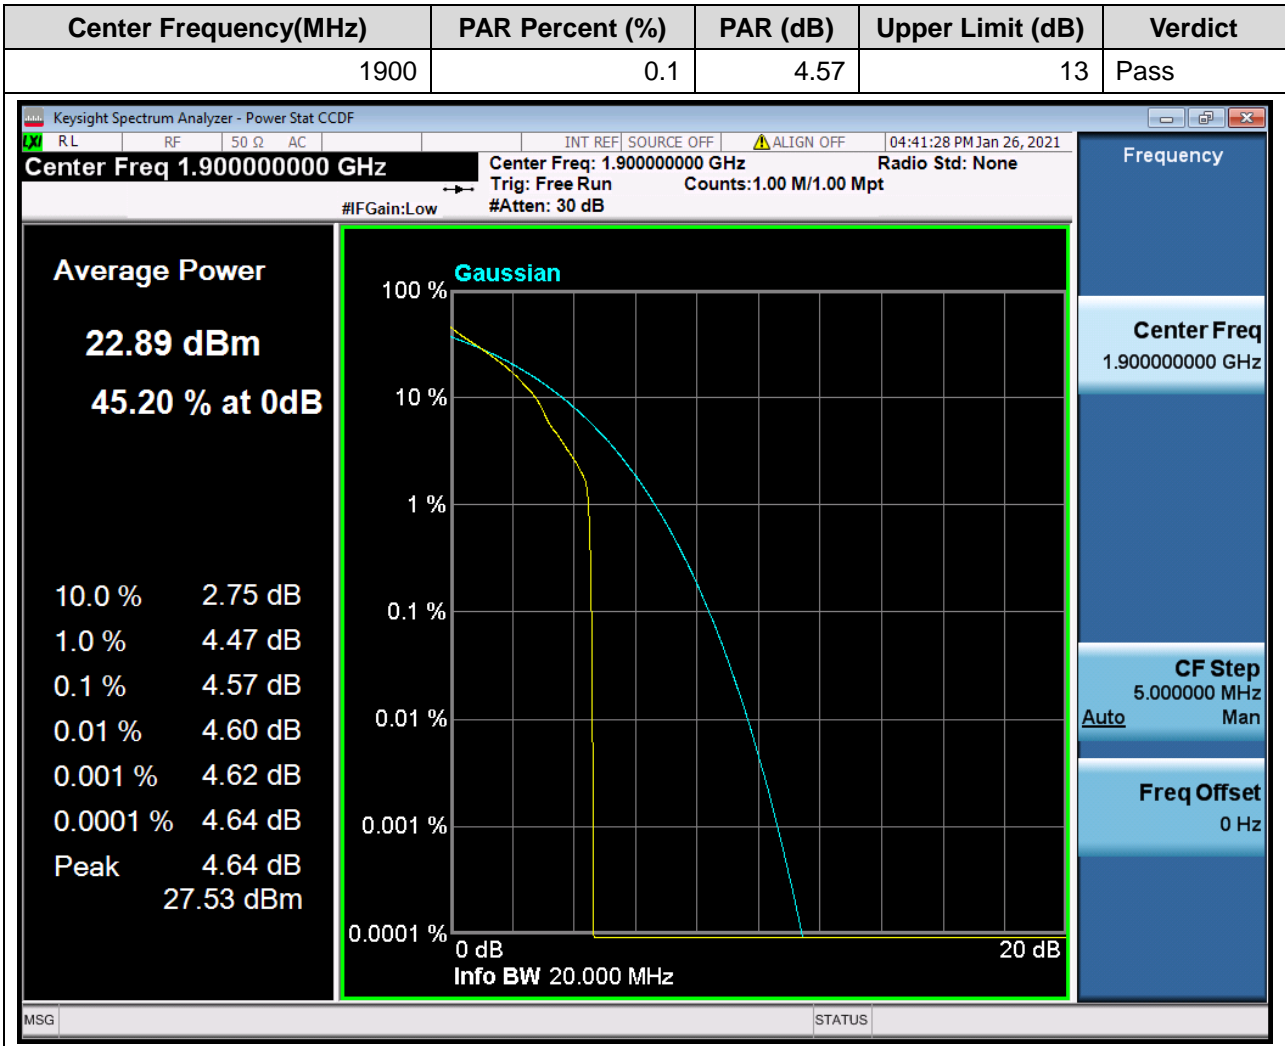 Center Frequency(MHz) PAR Percent (%) PAR (dB) Upper Limit (dB) Verdict
1900 0.1 4.57 13 Pass
Keysight Spectrum Analyzer - Power Stat CCDF
LXI RL RF 50 Ω AC INT REF SOURCE OFF ALIGN OFF 04:41:28 PM Jan 26, 2021
Center Freq 1.900000000 GHz
Center Freq: 1.900000000 GHz Radio Std: None
Trig: Free Run Counts:1.00 M/1.00 Mpt
#IFGain:Low #Atten: 30 dB
Average Power
22.89 dBm
45.20 % at 0dB
10.0 % 2.75 dB
1.0 % 4.47 dB
0.1 % 4.57 dB
0.01 % 4.60 dB
0.001 % 4.62 dB
0.0001 % 4.64 dB
Peak 4.64 dB
27.53 dBm
Gaussian
100 %
10 %
1 %
0.1 %
0.01 %
0.001 %
0.0001 %
0 dB 20 dB
Info BW 20.000 MHz
Frequency
Center Freq
1.900000000 GHz
CF Step
5.000000 MHz
Auto Man
Freq Offset
0 Hz
MSG STATUS